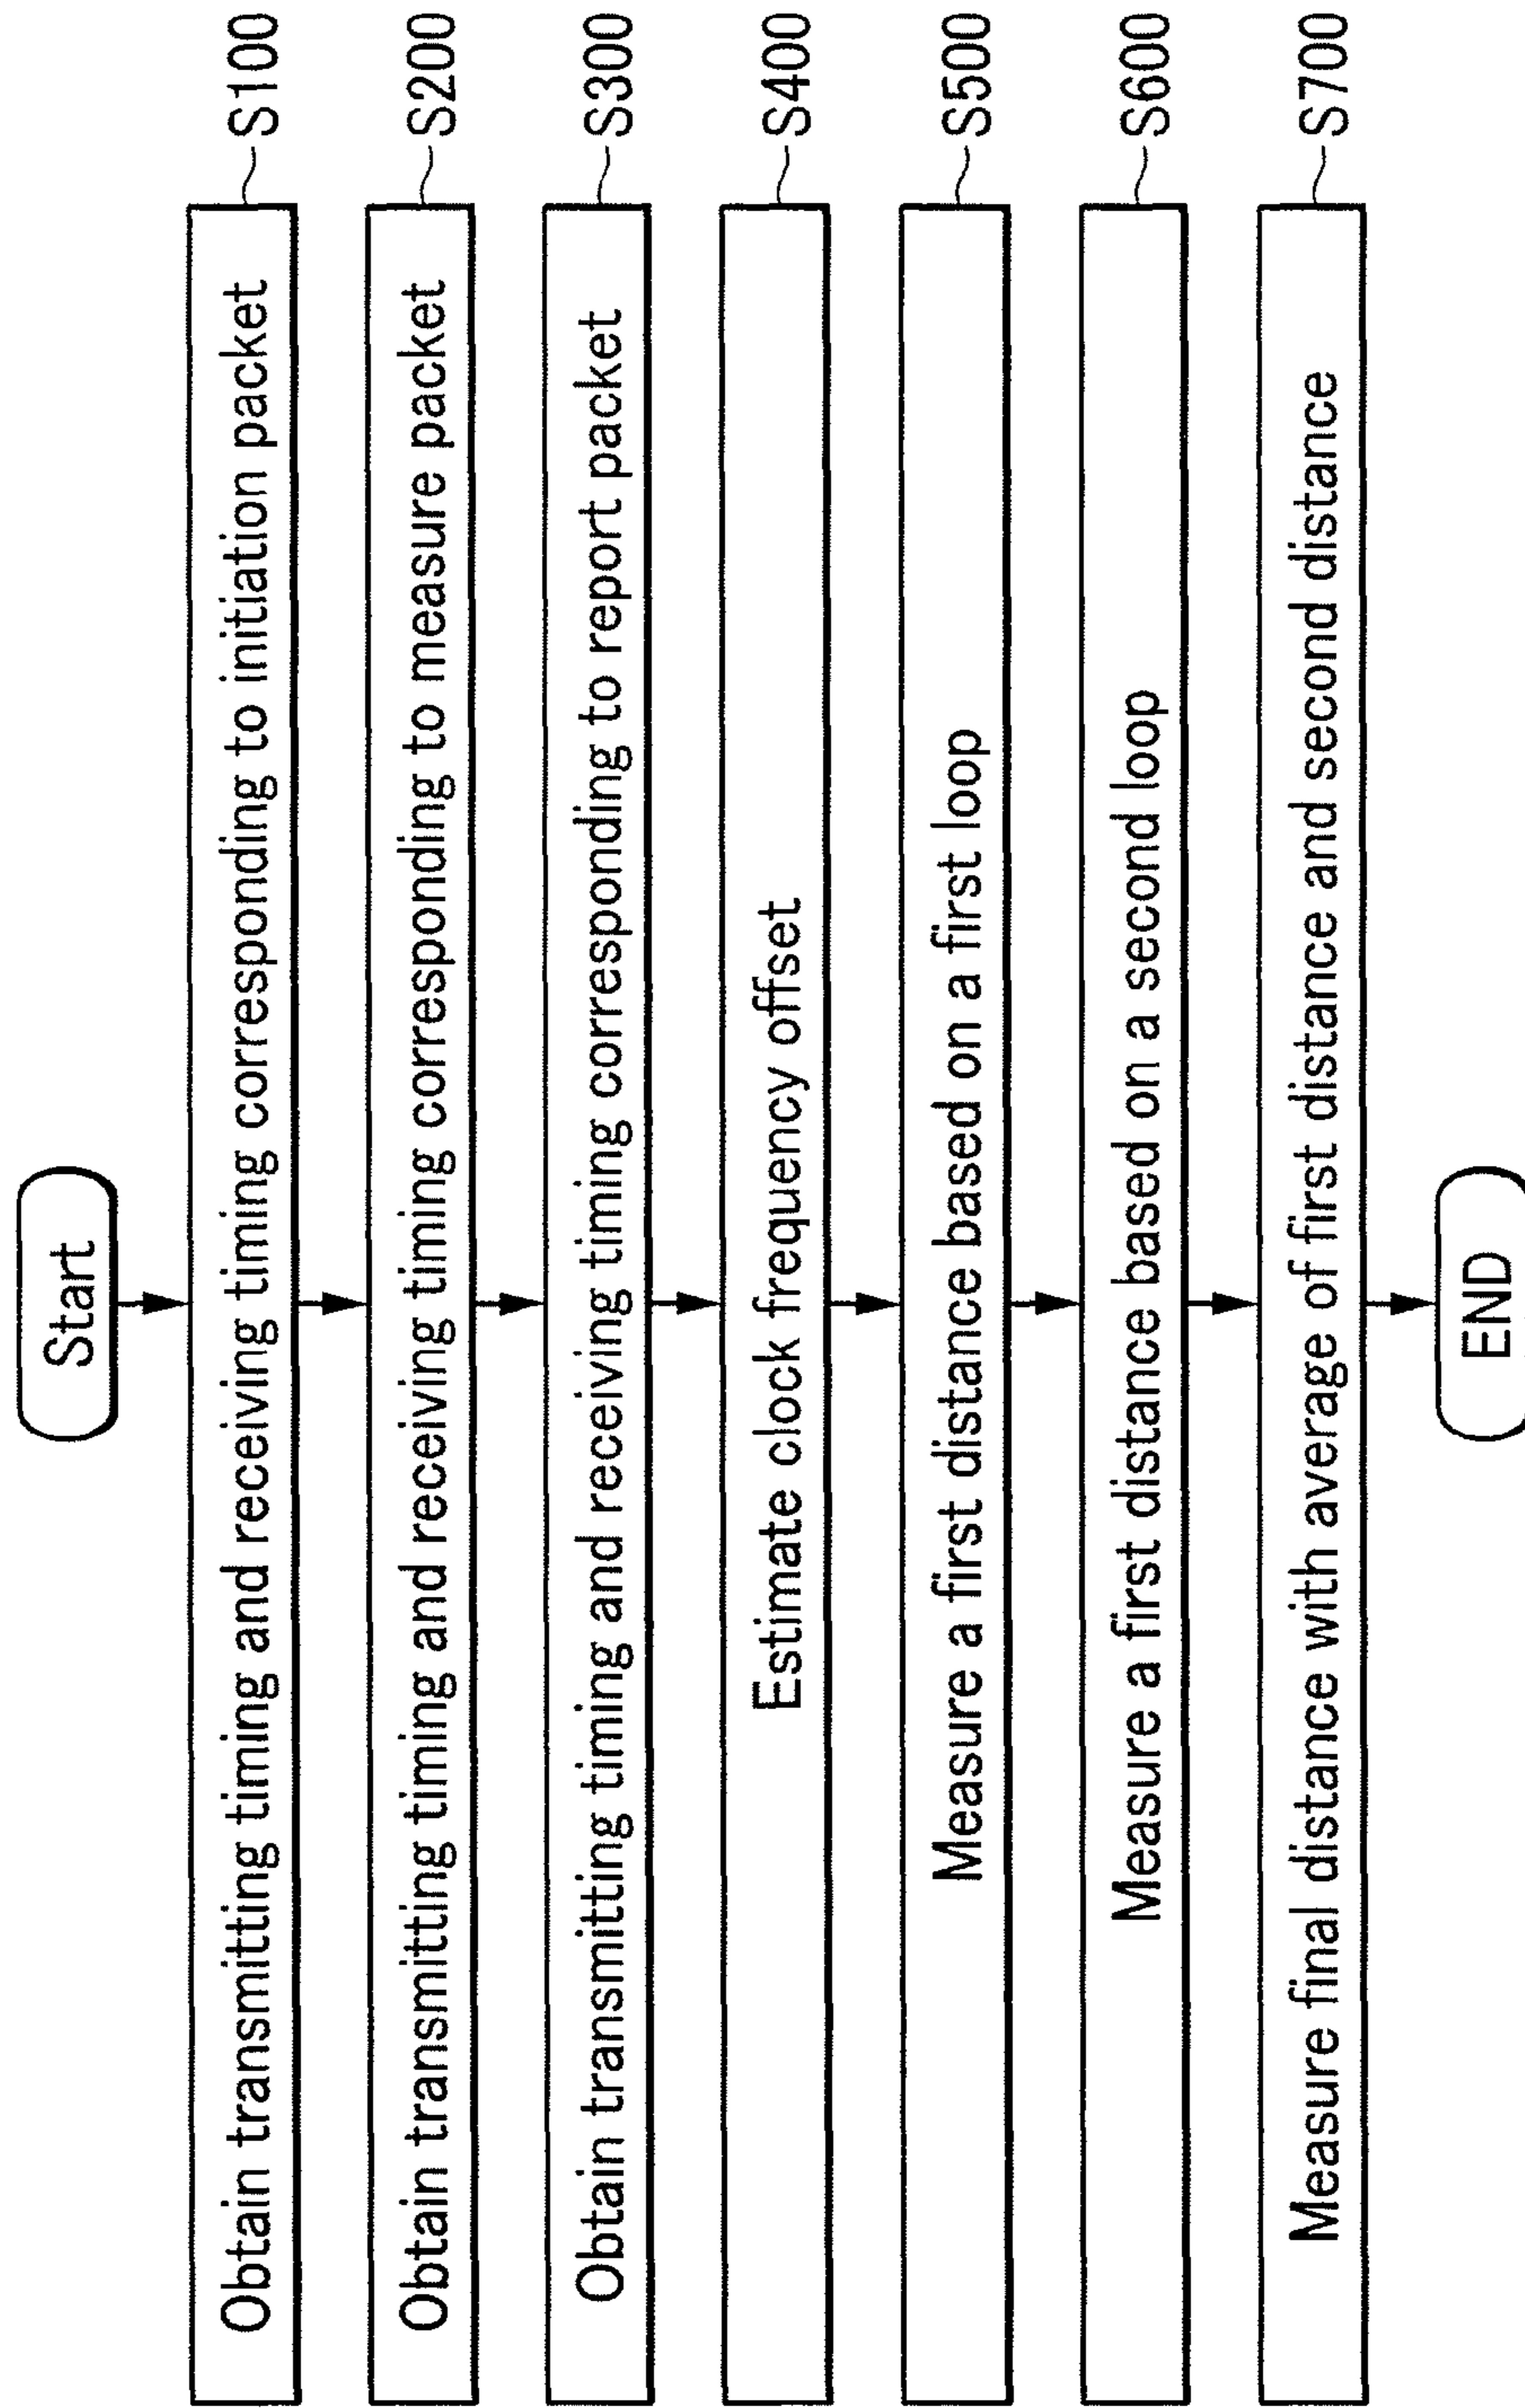 Start
Obtain transmitting timing and receiving timing corresponding to initiation packet
S100
Obtain transmitting timing and receiving timing corresponding to measure packet
S200
Obtain transmitting timing and receiving timing corresponding to report packet
S300
Estimate clock frequency offset
S400
Measure a first distance based on a first loop
S500
Measure a first distance based on a second loop
S600
Measure final distance with average of first distance and second distance
S700
END